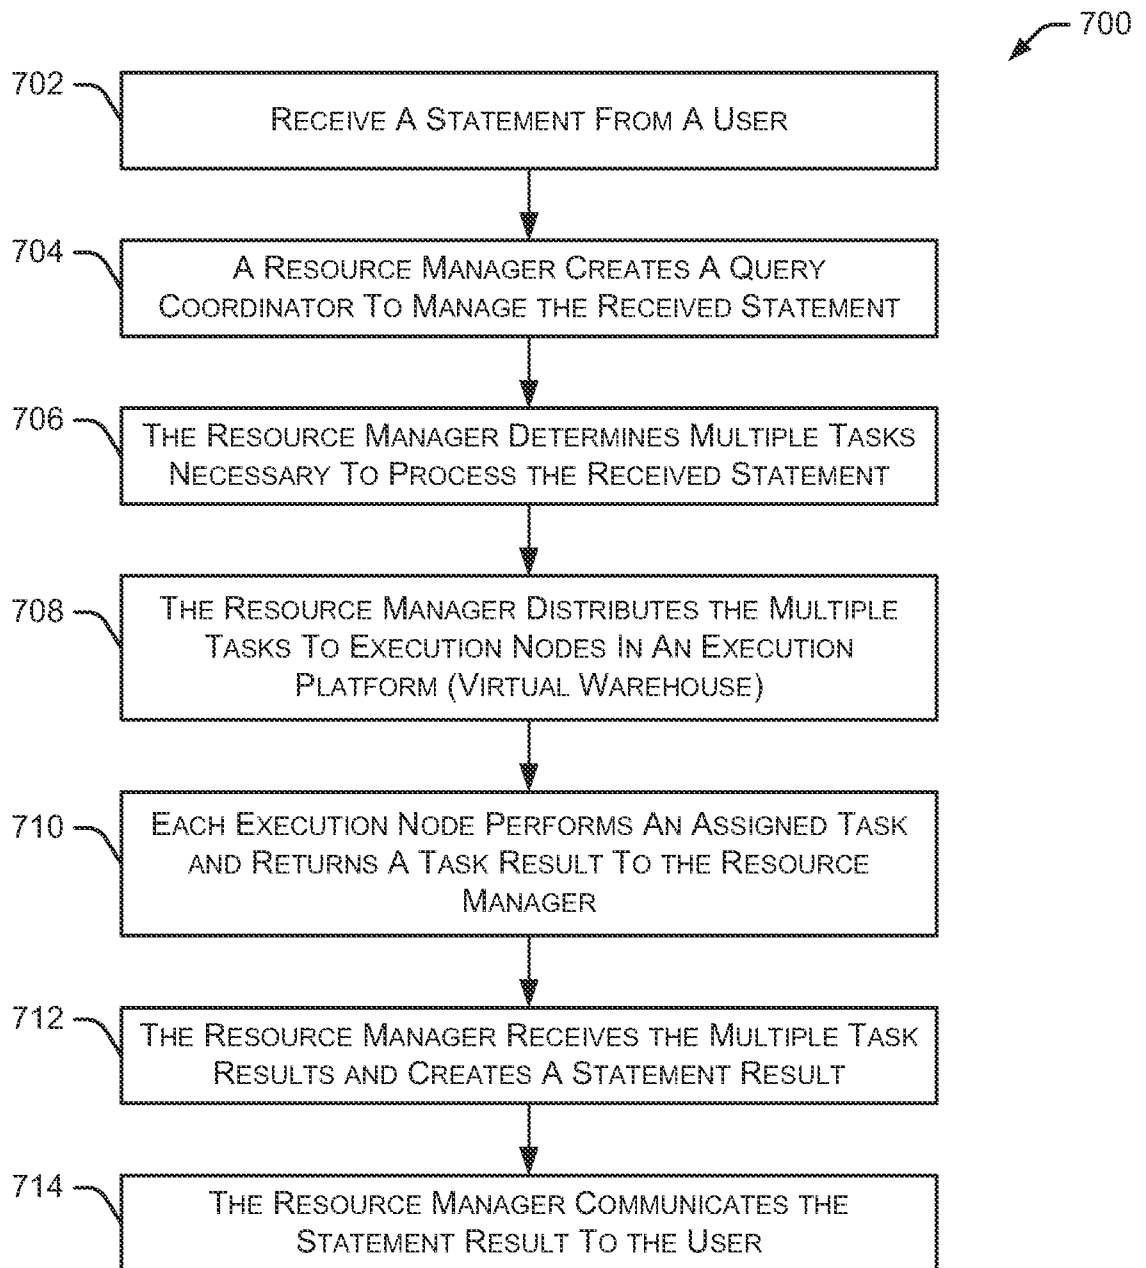 700
702
RECEIVE A STATEMENT FROM A USER
704
A RESOURCE MANAGER CREATES A QUERY
COORDINATOR TO MANAGE THE RECEIVED STATEMENT
706
THE RESOURCE MANAGER DETERMINES MULTIPLE TASKS
NECESSARY TO PROCESS THE RECEIVED STATEMENT
708
THE RESOURCE MANAGER DISTRIBUTES THE MULTIPLE
TASKS TO EXECUTION NODES IN AN EXECUTION
PLATFORM (VIRTUAL WAREHOUSE)
710
EACH EXECUTION NODE PERFORMS AN ASSIGNED TASK
AND RETURNS A TASK RESULT TO THE RESOURCE
MANAGER
712
THE RESOURCE MANAGER RECEIVES THE MULTIPLE TASK
RESULTS AND CREATES A STATEMENT RESULT
714
THE RESOURCE MANAGER COMMUNICATES THE
STATEMENT RESULT TO THE USER